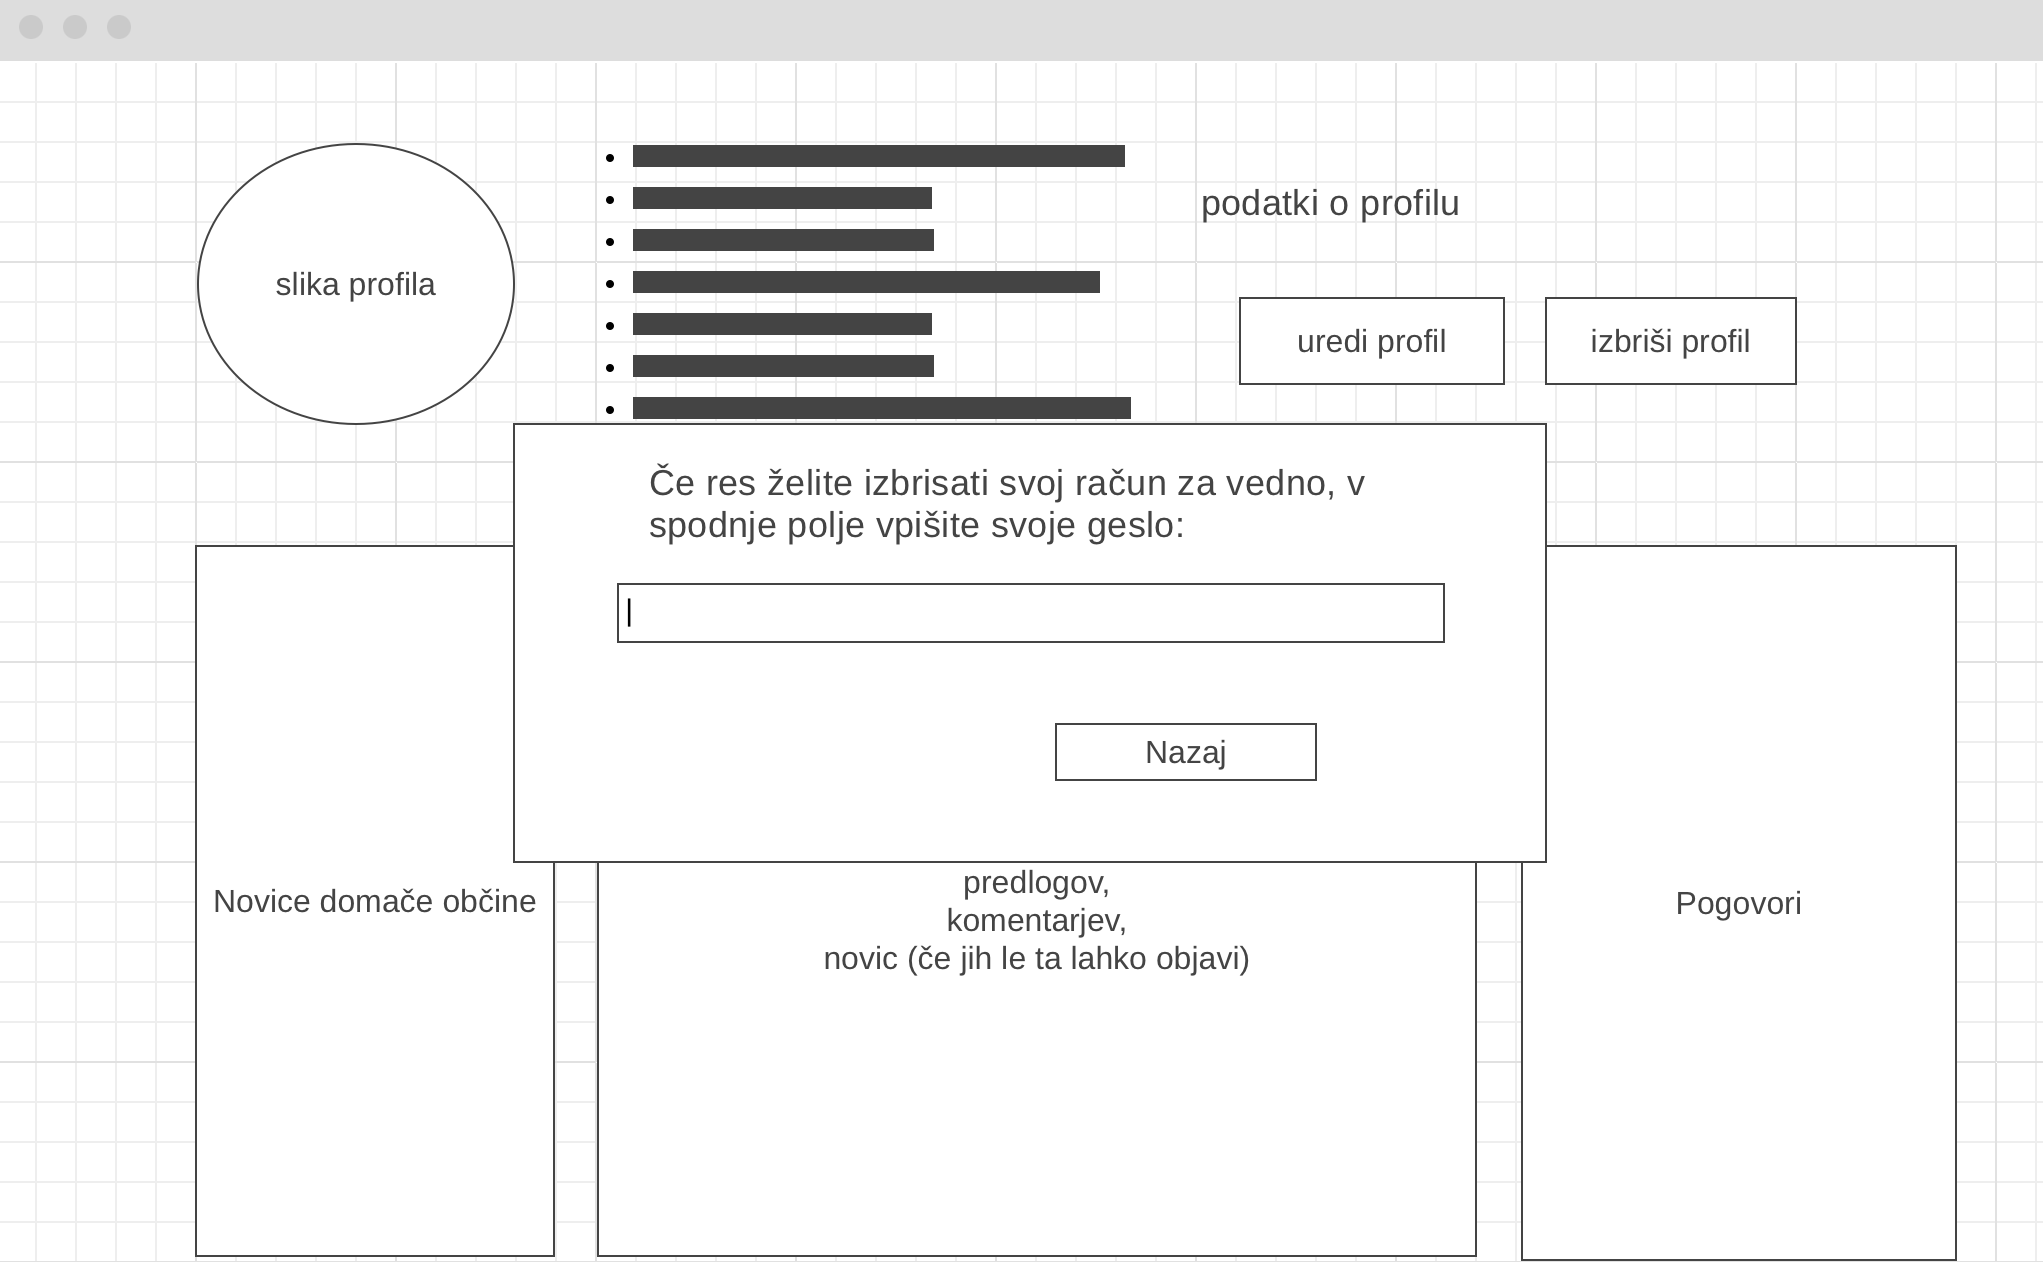 slika profila
podatki o profilu
uredi profil
izbriši profil
Če res želite izbrisati svoj račun za vedno, v
spodnje polje vpišite svoje geslo:
Nazaj
Novice domače občine
predlogov,
komentarjev,
novic (če jih le ta lahko objavi)
Pogovori